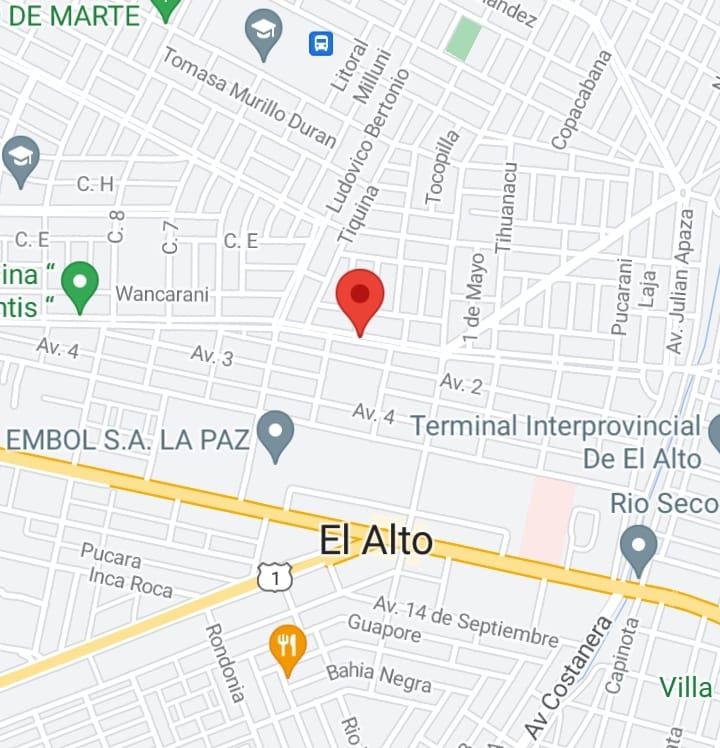 DE MARTE
nandez
Litoral
Milluni
Copacabana
Tomasa Murillo Duran
Ludovico Bertonio
Tocopilla
C. H
Tihuanacu
C. 8
Tiquina
C. 7
C. E
C. E
Av. Julian Apaza
ina “
ntis “
Wancarani
1 de Mayo
Pucarani
Laja
Av. 4
Av. 3
Av. 2
Av. 4
EMBOL S.A. LA PAZ
Terminal Interprovincial
De El Alto
Rio Seco
El Alto
Pucara
Inca Roca
1
Av. 14 de Septiembre
Guapore
Rondonia
Bahia Negra
Av Costanera
Capinota
Villa
Rio
ta